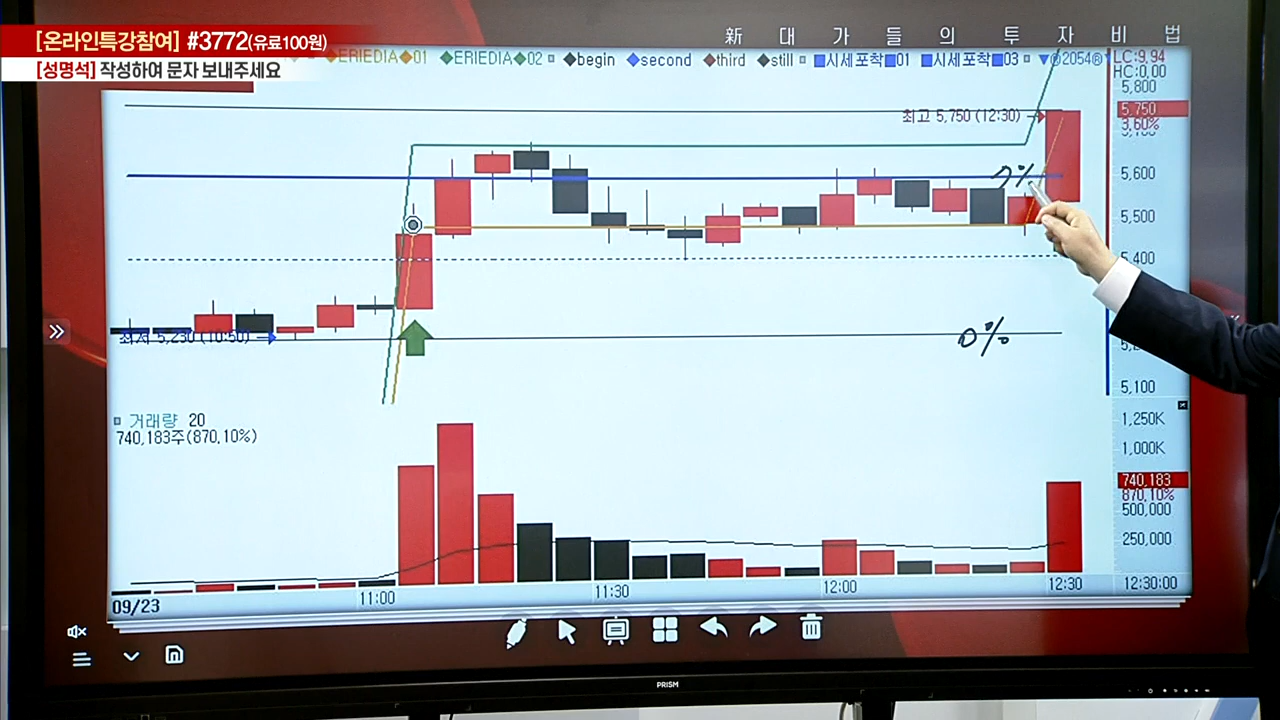 新 대 가 들 의 투 자 비 법
[온라인특강참여] #3772(유료100원)
[성명석] 작성하여 문자 보내주세요
ERIEDIA 01 ERIEDIA 02 begin second third still 시세포착 01 시세포착 03 @2054®
LC:9,94
HC:0,00
5,800
최고 5,750 (12:30)
5,750
3,60%
5,600
7%
5,500
5,400
최저 5,230 (10:50)
0%
5,100
거래량 20
740,183주(870,10%)
1,250K
1,000K
740,183
870,10%
500,000
250,000
09/23 11:00 11:30 12:00 12:30 12:30:00
PRISM